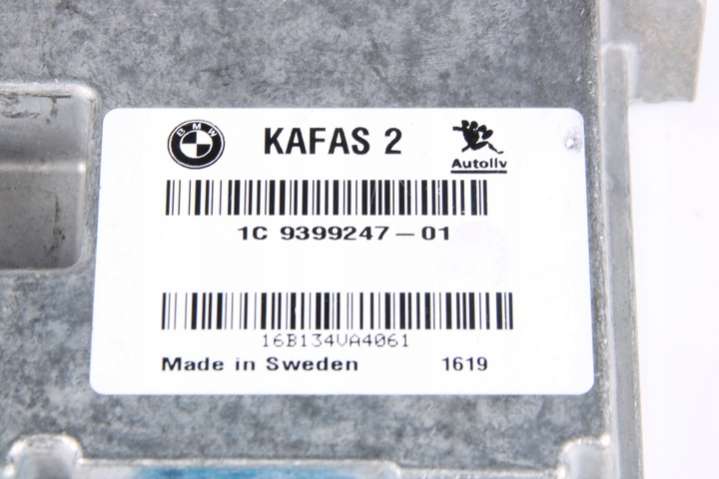 BMW
KAFAS 2
Autoliv
1C 9399247-01
16B134VA4061
Made in Sweden 1619